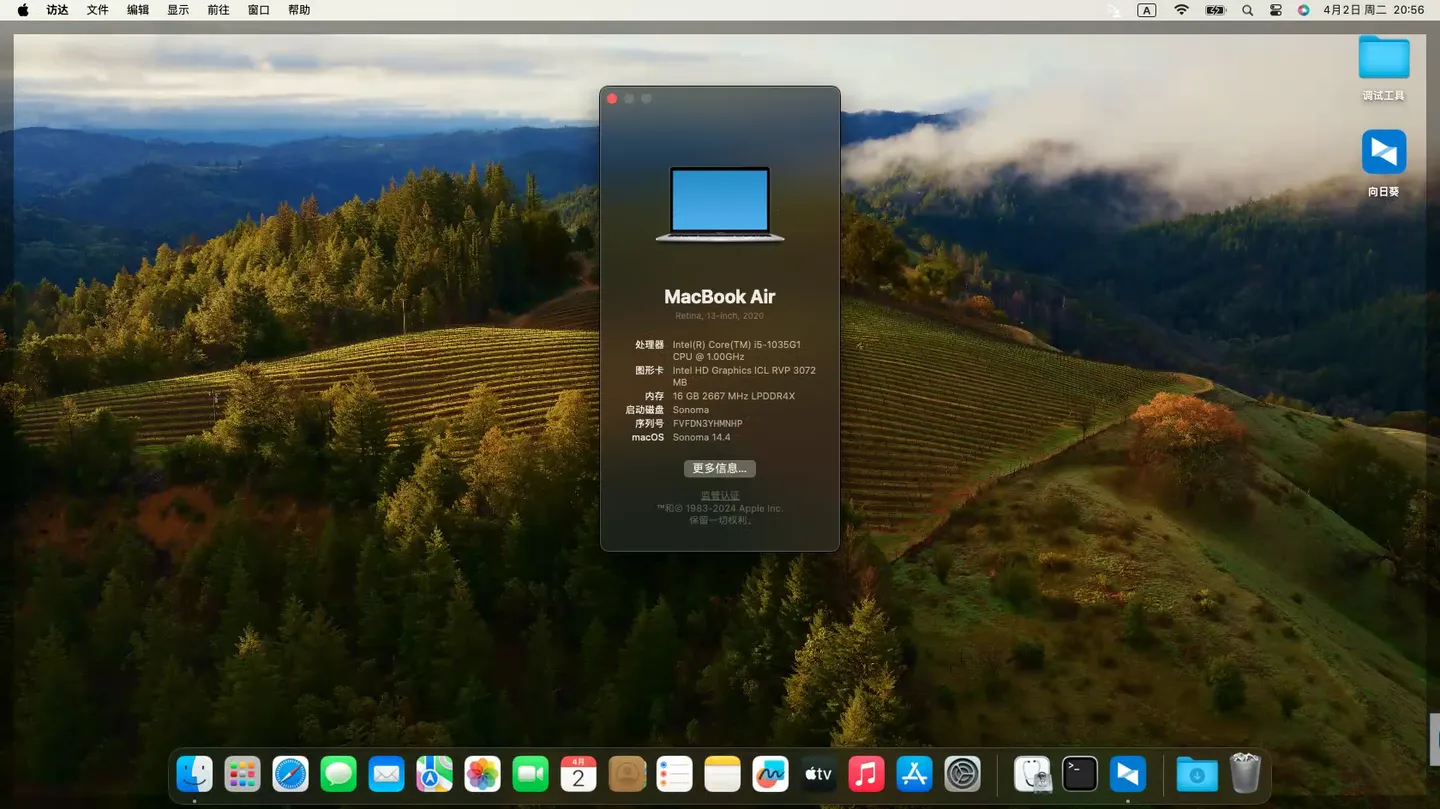 访达 文件 编辑 显示 前往 窗口 帮助 A 4月2日 周二 20:56
调试工具
向日葵
MacBook Air
Retina, 13-inch, 2020
处理器 Intel(R) Core(TM) i5-1035G1
CPU @ 1.00GHz
图形卡 Intel HD Graphics ICL RVP 3072
MB
内存 16 GB 2667 MHz LPDDR4X
启动磁盘 Sonoma
序列号 FVFDN3YHMNHP
macOS Sonoma 14.4
更多信息...
监管认证
™和© 1983-2024 Apple Inc.
保留一切权利。
4月
2
tv
>_